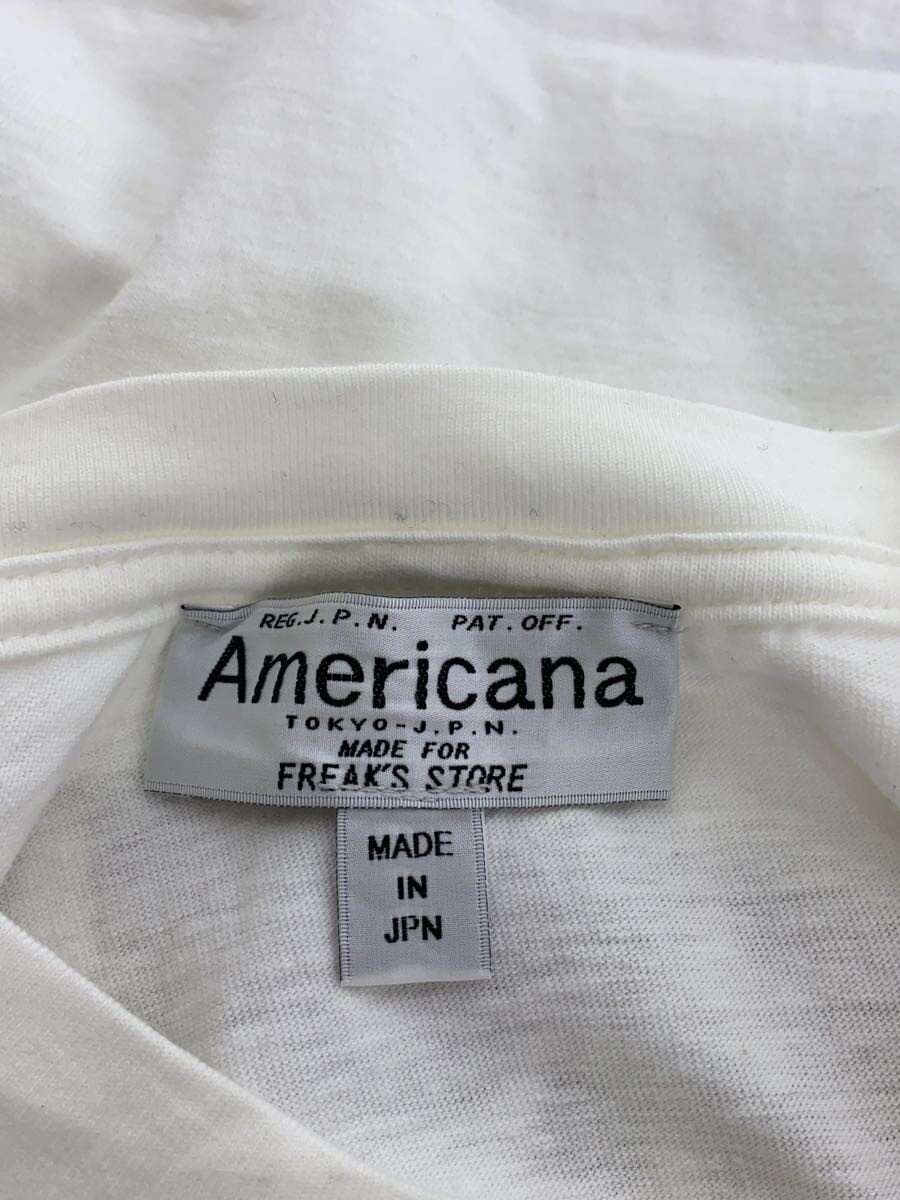 REG.J.P.N. PAT.OFF.
Americana
TOKYO-J.P.N.
MADE FOR
FREAK'S STORE
MADE
IN
JPN